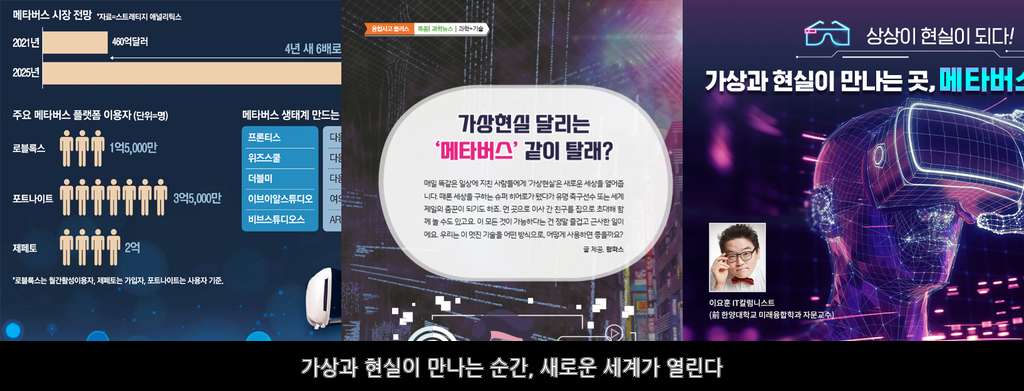 메타버스 시장 전망 *자료=스트래티지 애널리틱스
2021년
460억달러
4년 새 6배로
2025년
주요 메타버스 플랫폼 이용자 (단위=명)
로블록스 1억5,000만
포트나이트 3억5,000만
제페토 2억
*로블록스는 월간활성이용자, 제페토는 가입자, 포트나이트는 사용자 기준.
메타버스 생태계 만드는
프론티스
위즈스쿨
더블미
이브이알스튜디오
비브스튜디오스
융합사고 플러스 특종! 과학뉴스 과학+기술
가상현실 달리는
‘메타버스’ 같이 탈래?
매일 똑같은 일상에 지친 사람들에게 ‘가상현실’은 새로운 세상을 열어줍
니다. 때론 세상을 구하는 슈퍼 히어로가 됐다가 유명 축구선수 또는 세계
제일의 춤꾼이 되기도 하죠. 먼 곳으로 이사 간 친구를 집으로 초대해 함
께 놀 수도 있고요. 이 모든 것이 가능하다는 건 정말 즐겁고 근사한 일이
에요. 우리는 이 멋진 기술을 어떤 방식으로, 어떻게 사용하면 좋을까요?
글 제공. 팜파스
상상이 현실이 되다!
가상과 현실이 만나는 곳, 메타버스
이요훈 IT칼럼니스트
(前 한양대학교 미래융합학과 자문교수)
가상과 현실이 만나는 순간, 새로운 세계가 열린다